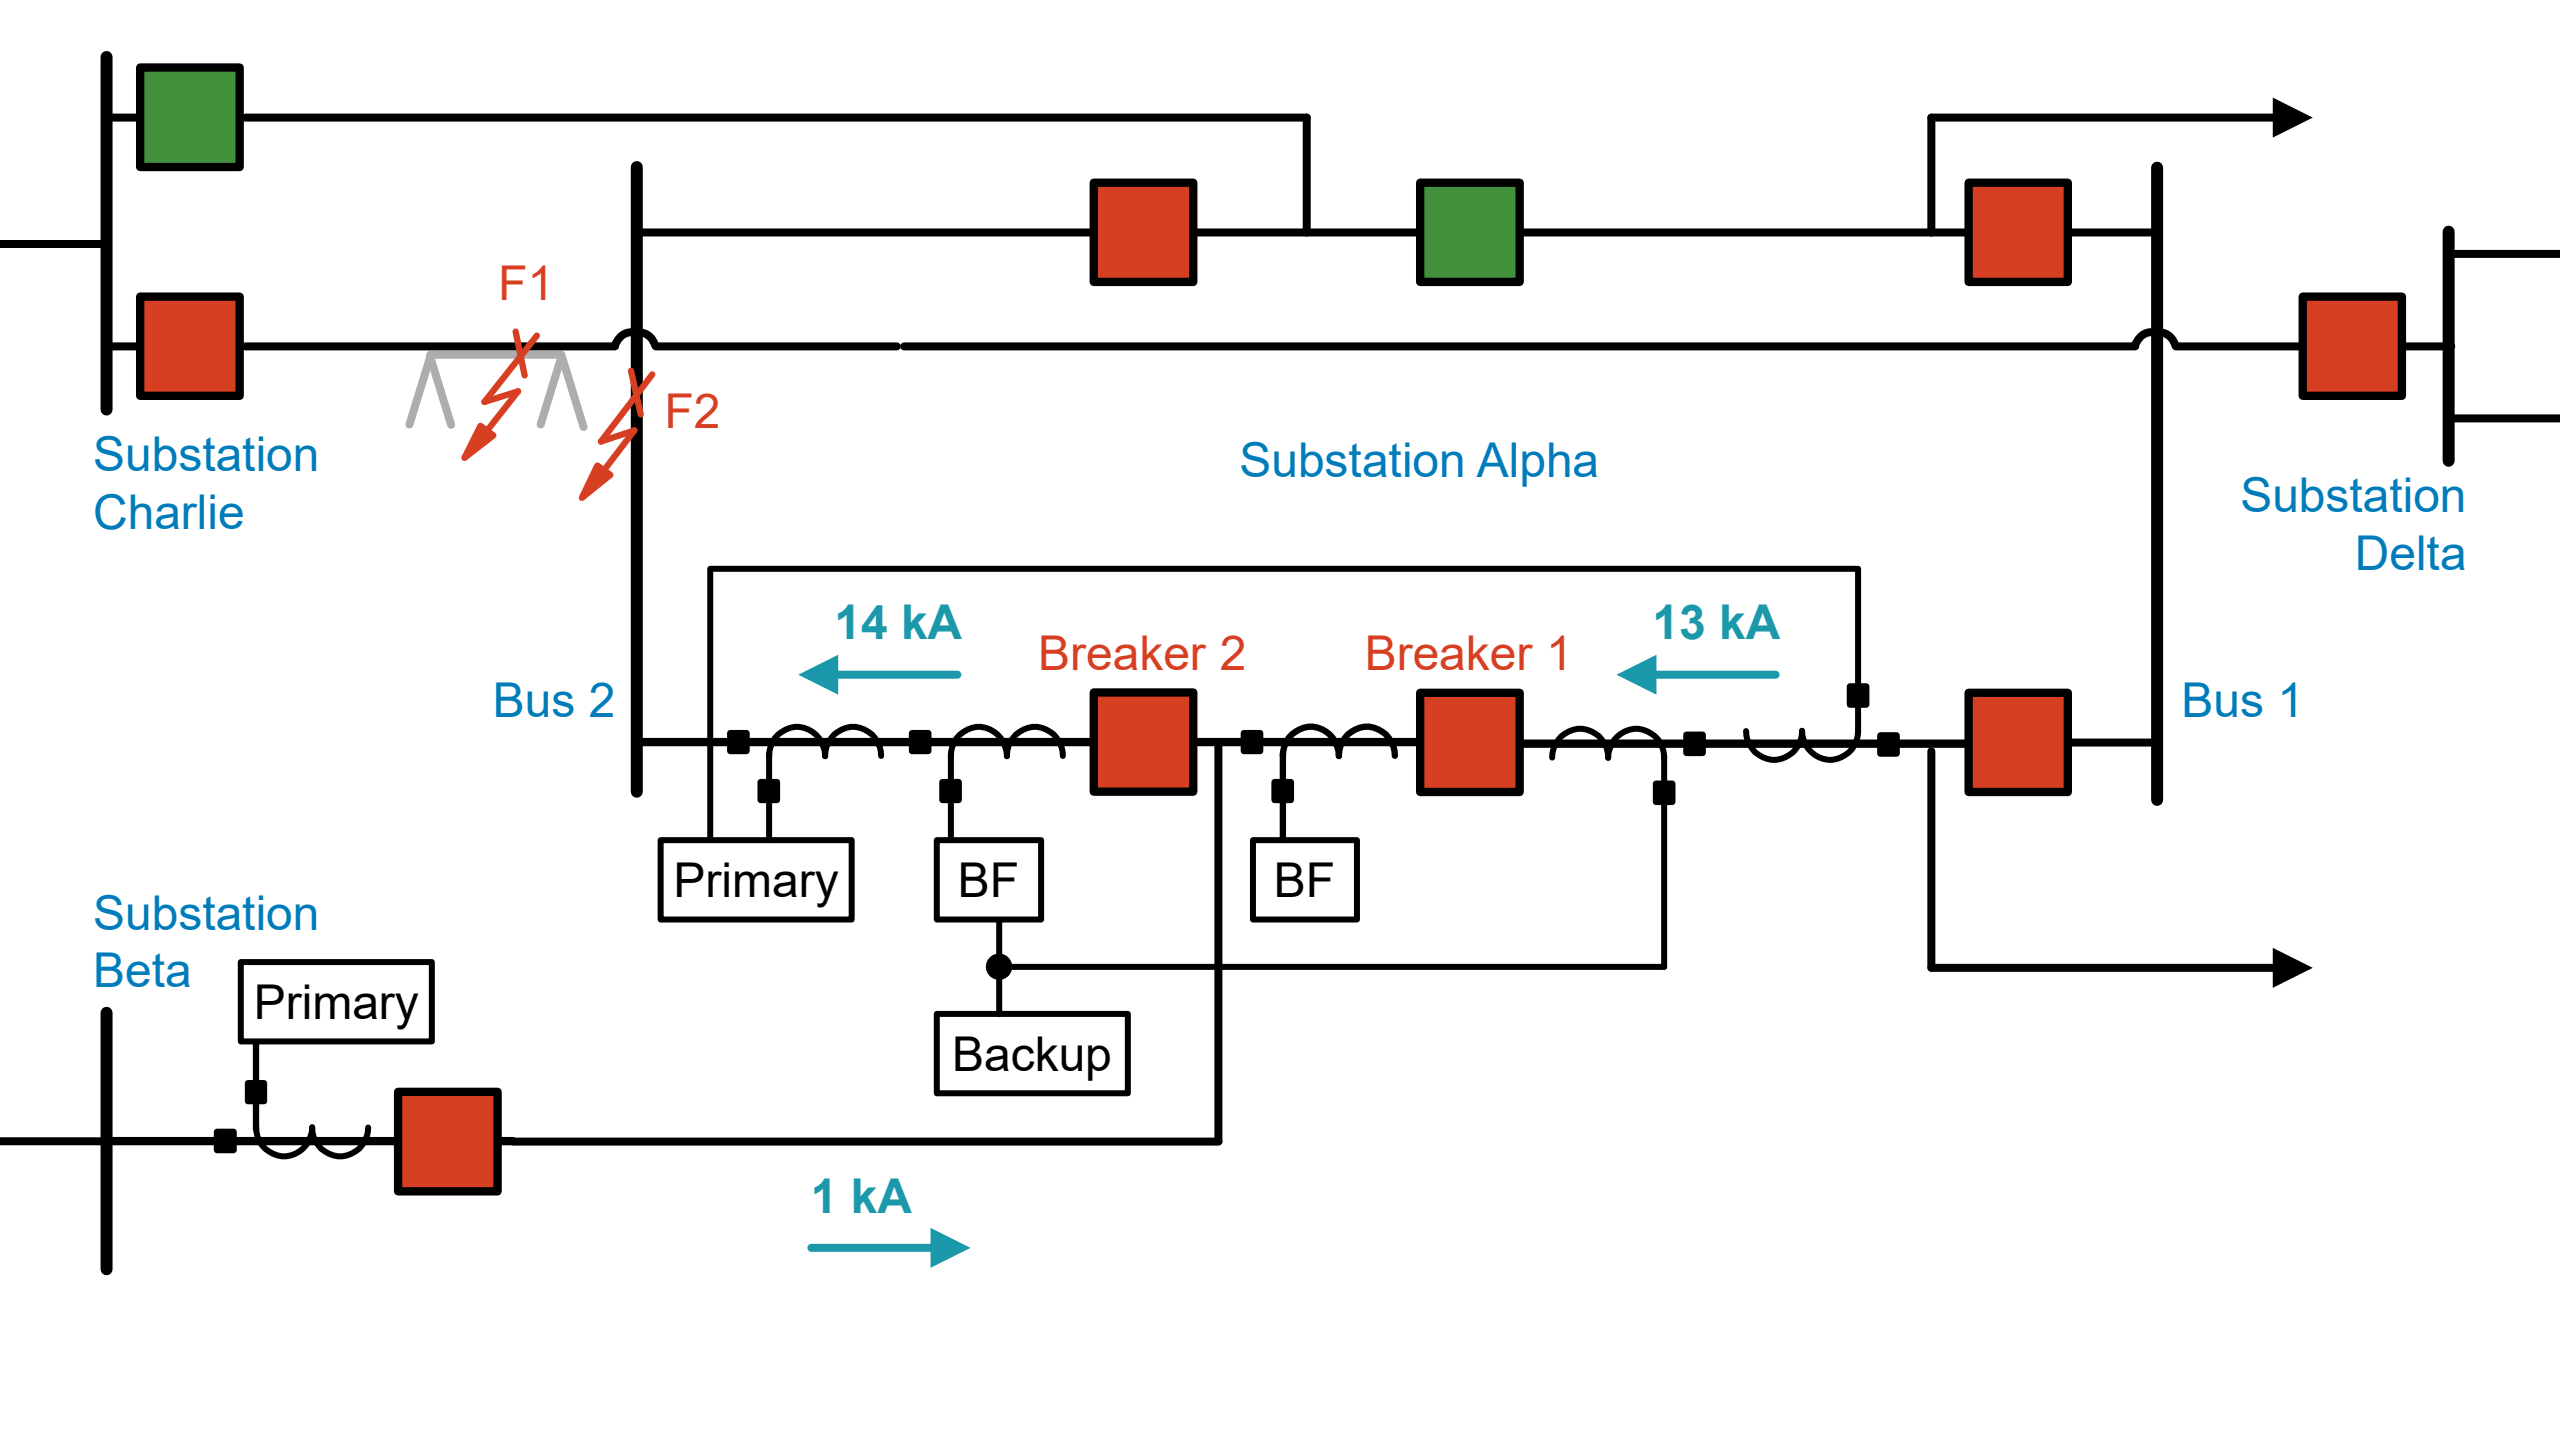 F1
F2
Substation
Charlie
Substation Alpha
Substation
Delta
14 kA
13 kA
Breaker 2
Breaker 1
Bus 2
Bus 1
Primary
BF
BF
Substation
Beta
Primary
Backup
1 kA